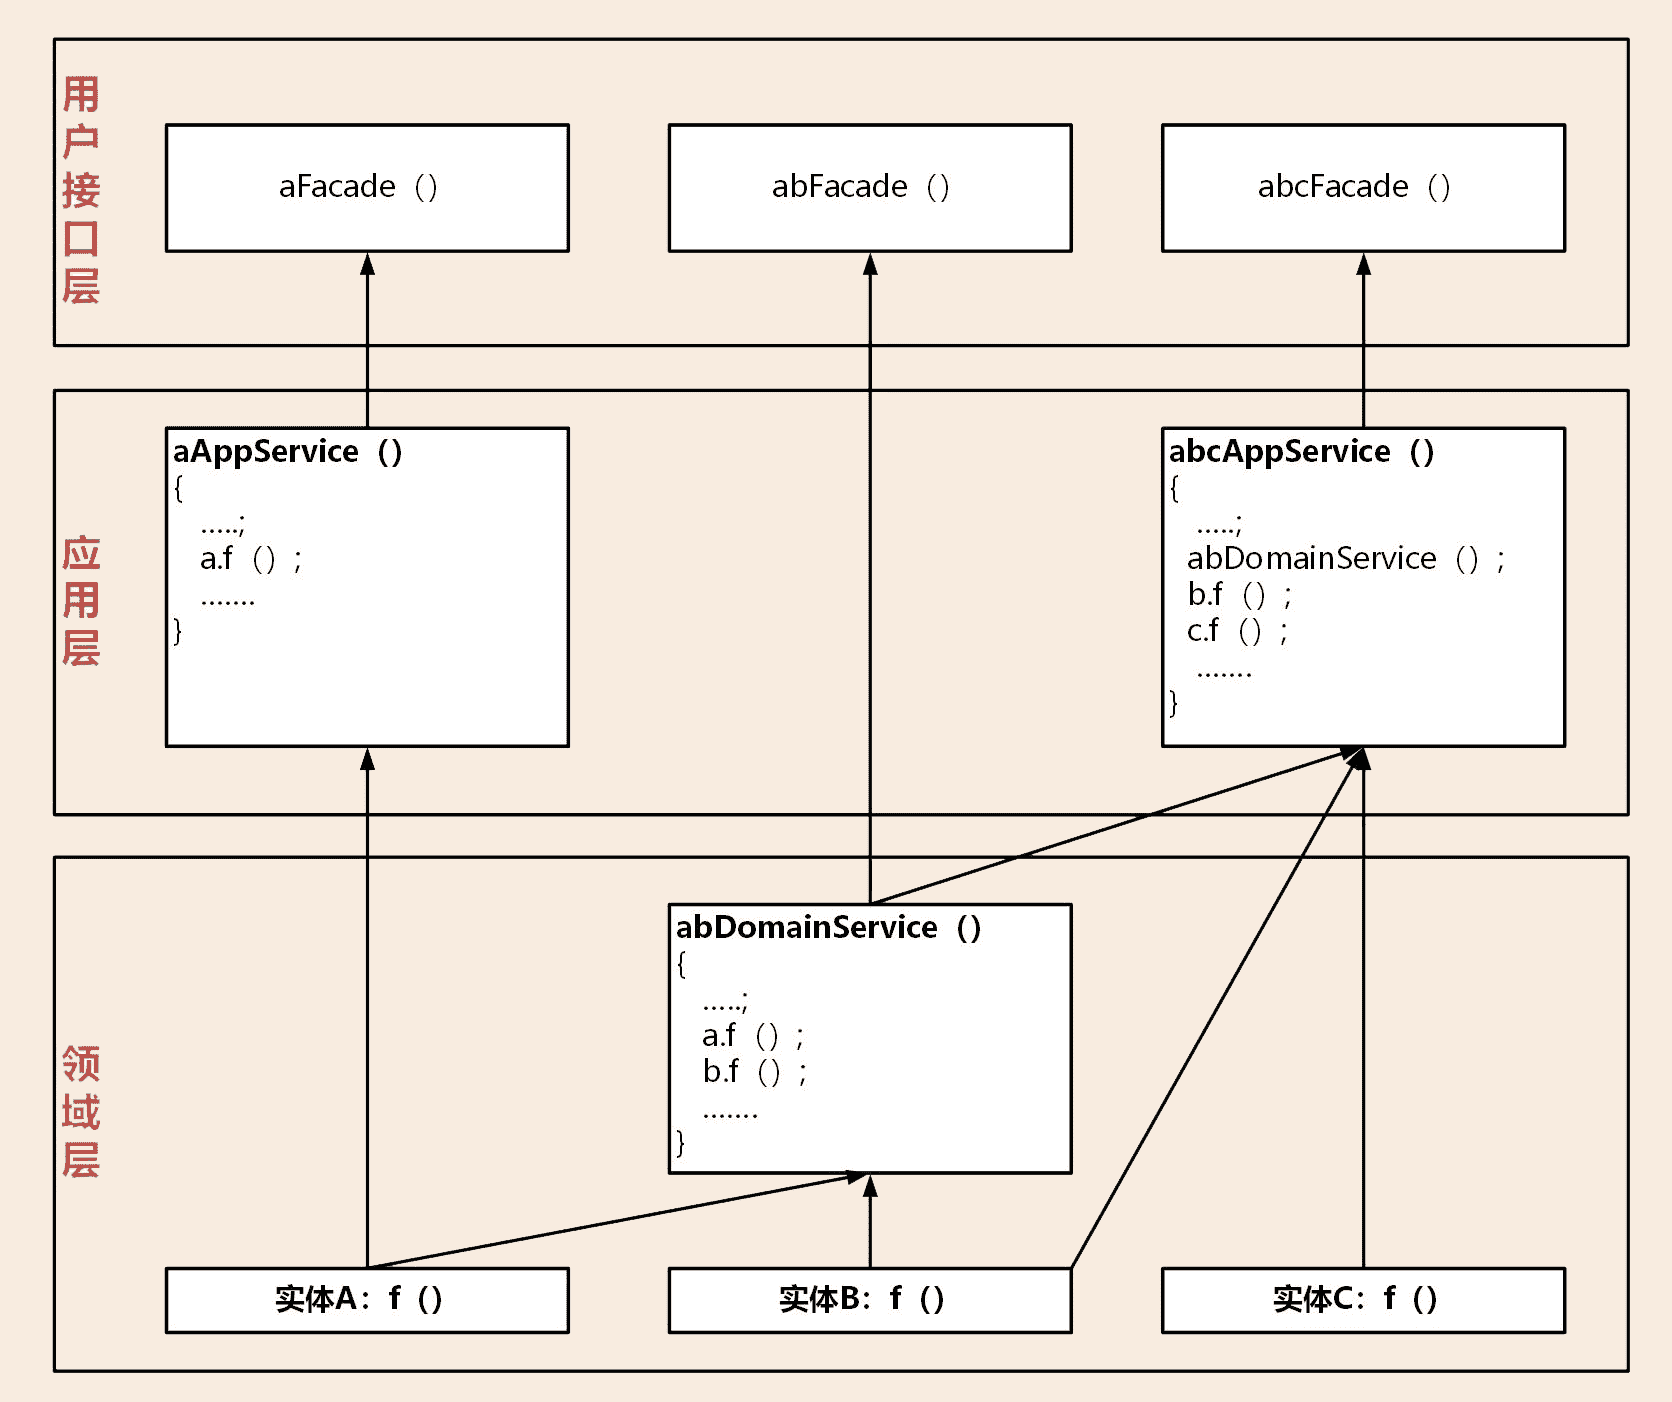 用户接口层
aFacade（）
abFacade（）
abcFacade（）
应用层
aAppService（）
{
.....;
a.f（）;
.......
}
abcAppService（）
{
.....;
abDomainService（）;
b.f（）;
c.f（）;
.......
}
领域层
abDomainService（）
{
.....;
a.f（）;
b.f（）;
.......
}
实体A：f（）
实体B：f（）
实体C：f（）